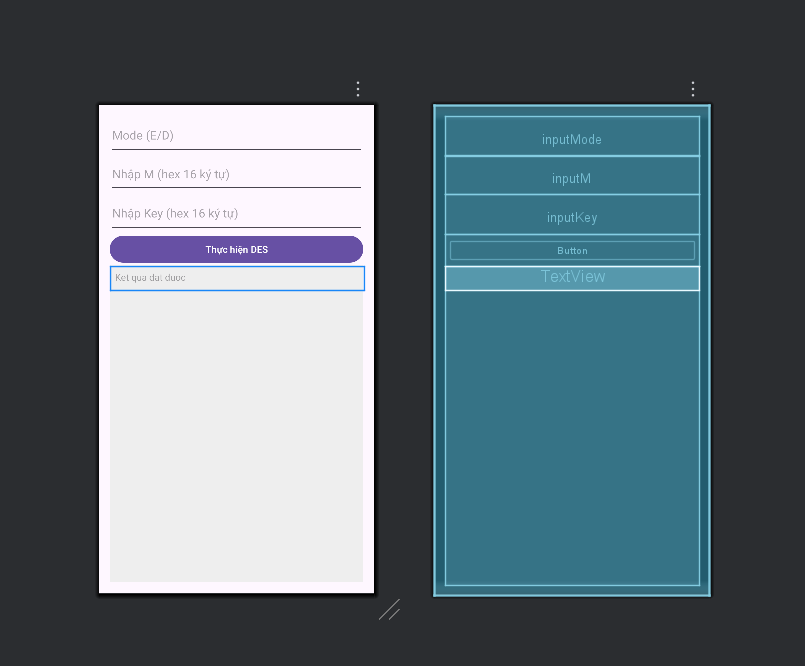 Mode (E/D)
Nhập M (hex 16 ký tự)
Nhập Key (hex 16 ký tự)
Thực hiện DES
Ket qua dat duoc
inputMode
inputM
inputKey
Button
TextView